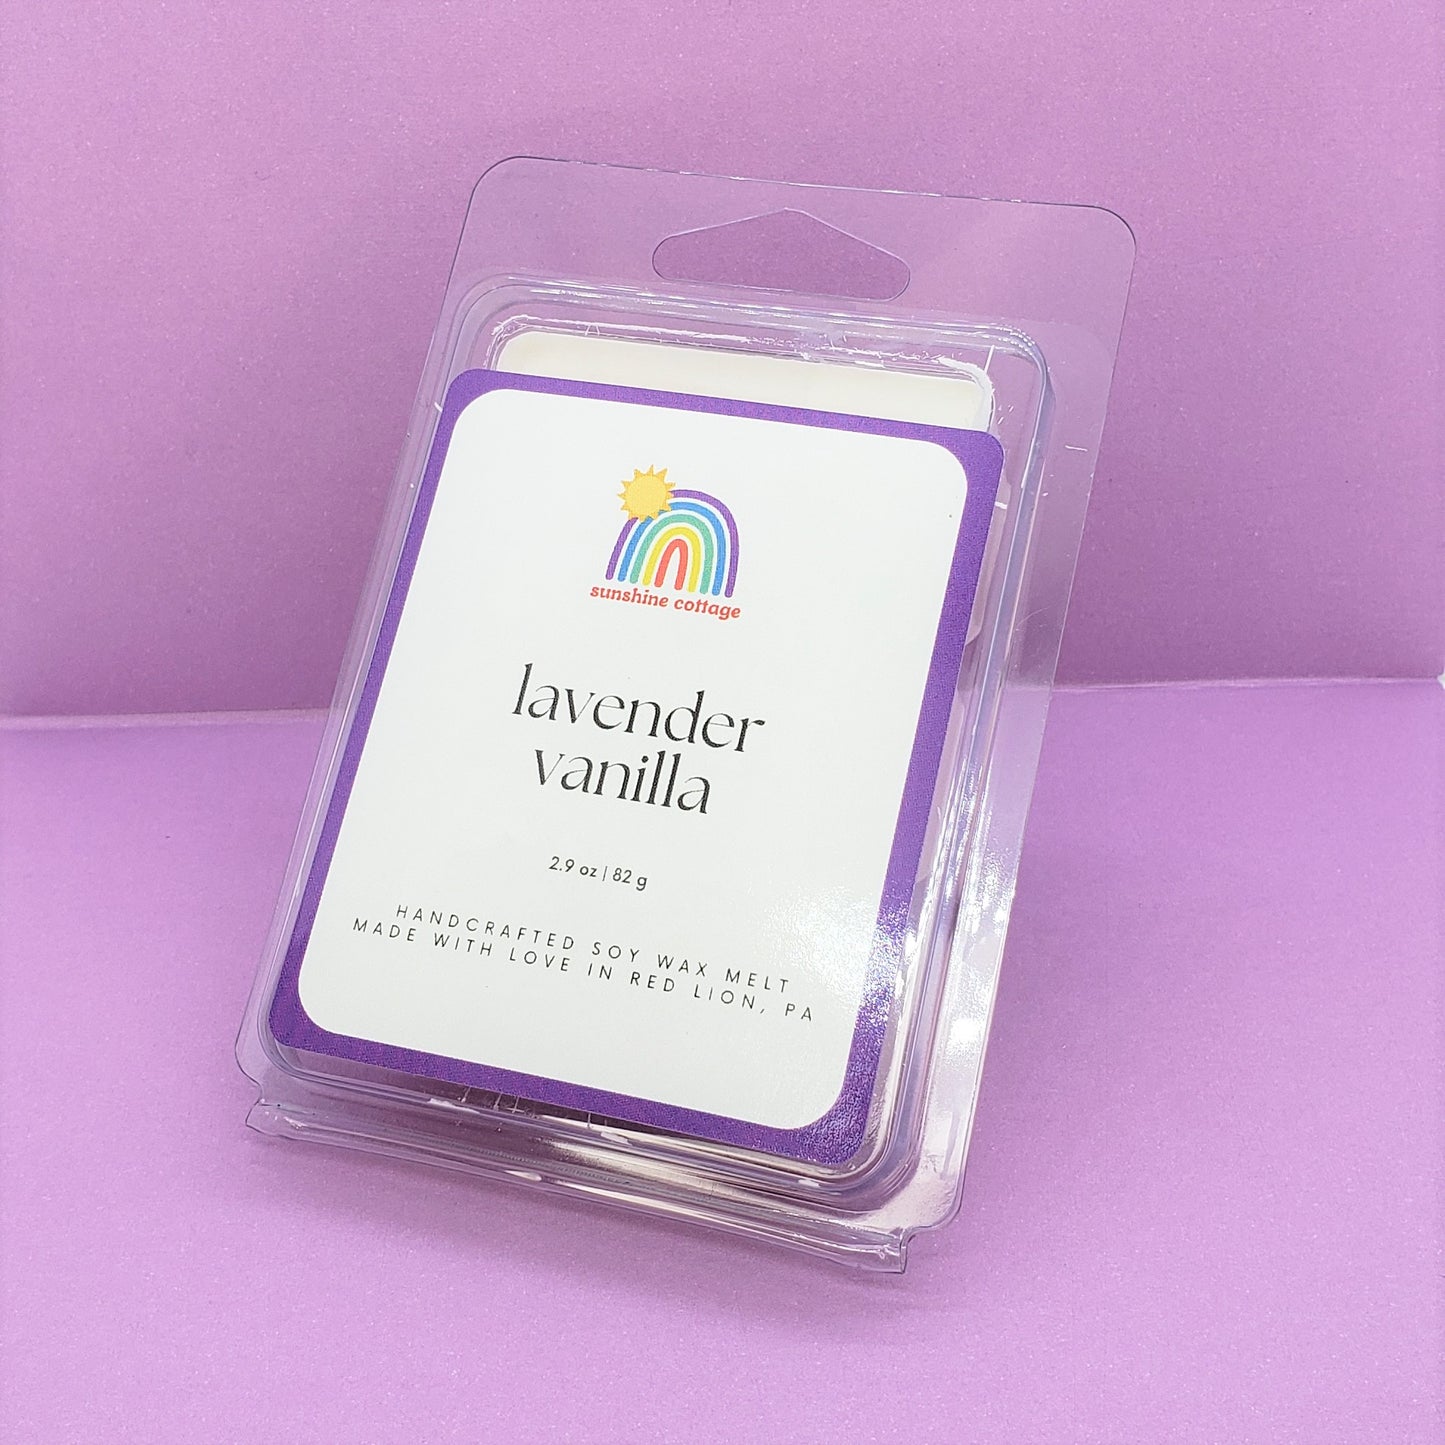 sunshine cottage
lavender
vanilla
2.9 oz | 82 g
HANDCRAFTED SOY WAX MELT
MADE WITH LOVE IN RED LION, PA